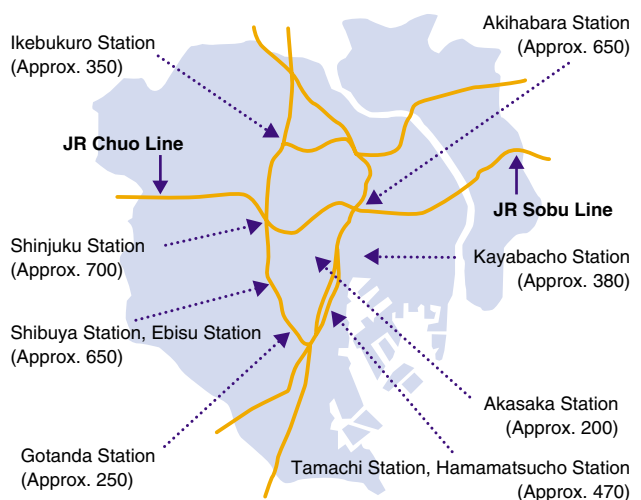 Ikebukuro Station
(Approx. 350)
Akihabara Station
(Approx. 650)
JR Chuo Line
JR Sobu Line
Shinjuku Station
(Approx. 700)
Kayabacho Station
(Approx. 380)
Shibuya Station, Ebisu Station
(Approx. 650)
Akasaka Station
(Approx. 200)
Gotanda Station
(Approx. 250)
Tamachi Station, Hamamatsucho Station
(Approx. 470)